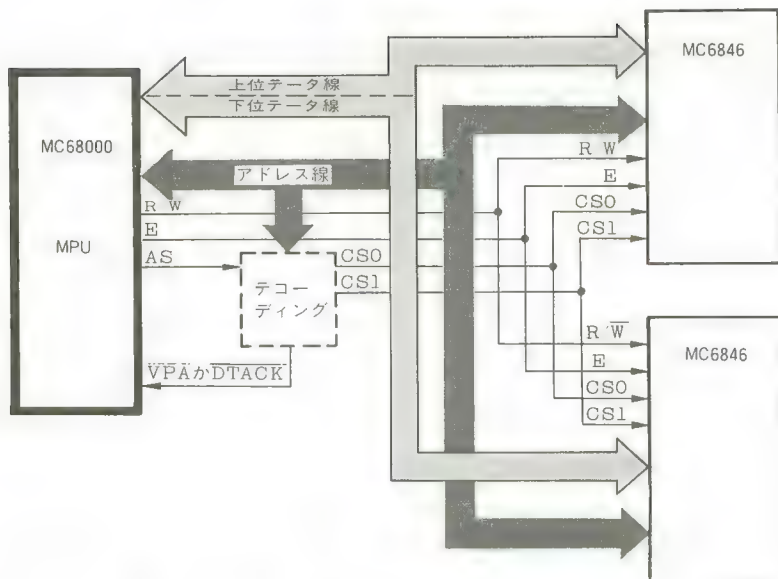 MC68000
MPU
上位テータ線
下位テータ線
アドレス線
R W
E
AS
テコー
ディング
CS0
CS1
VPAかDTACK
MC6846
R W
E
CS0
CS1
MC6846
R/W
E
CS0
CS1